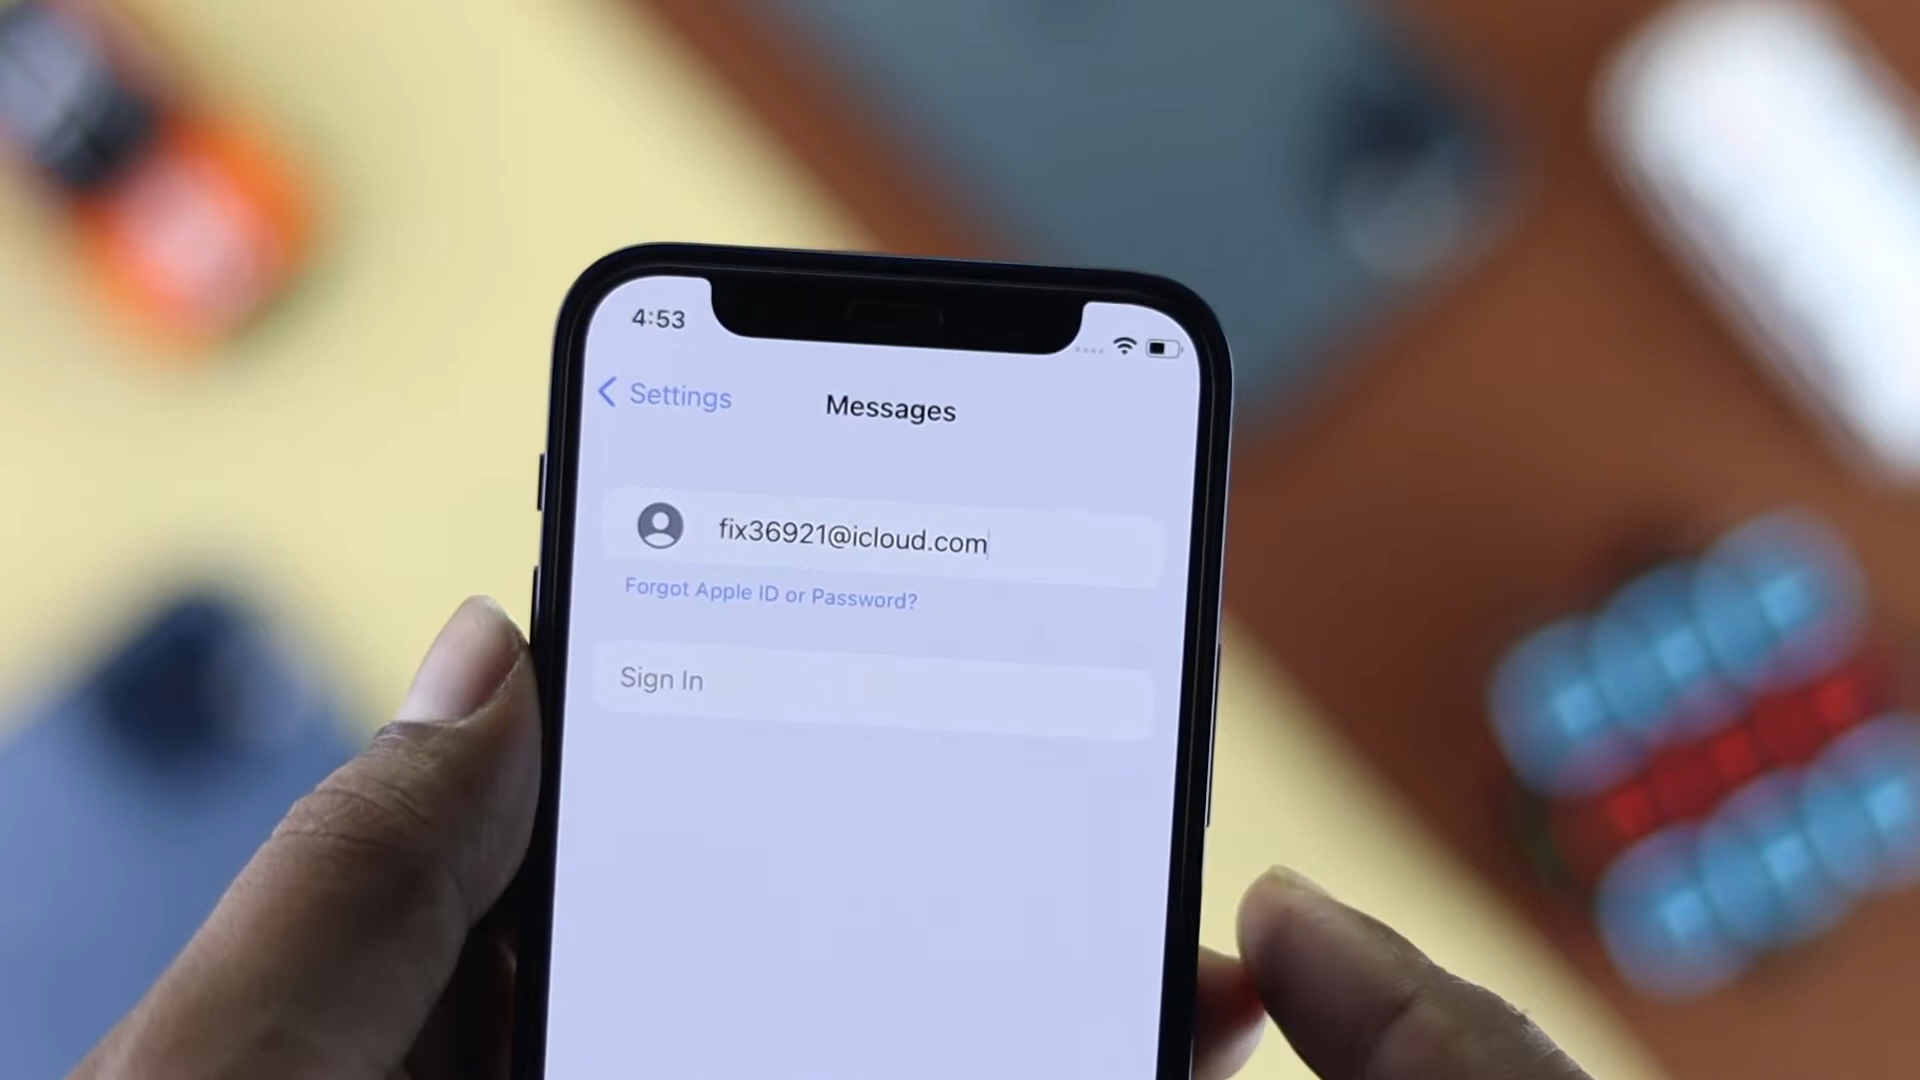 4:53
Settings
Messages
fix36921@icloud.com
Forgot Apple ID or Password?
Sign In